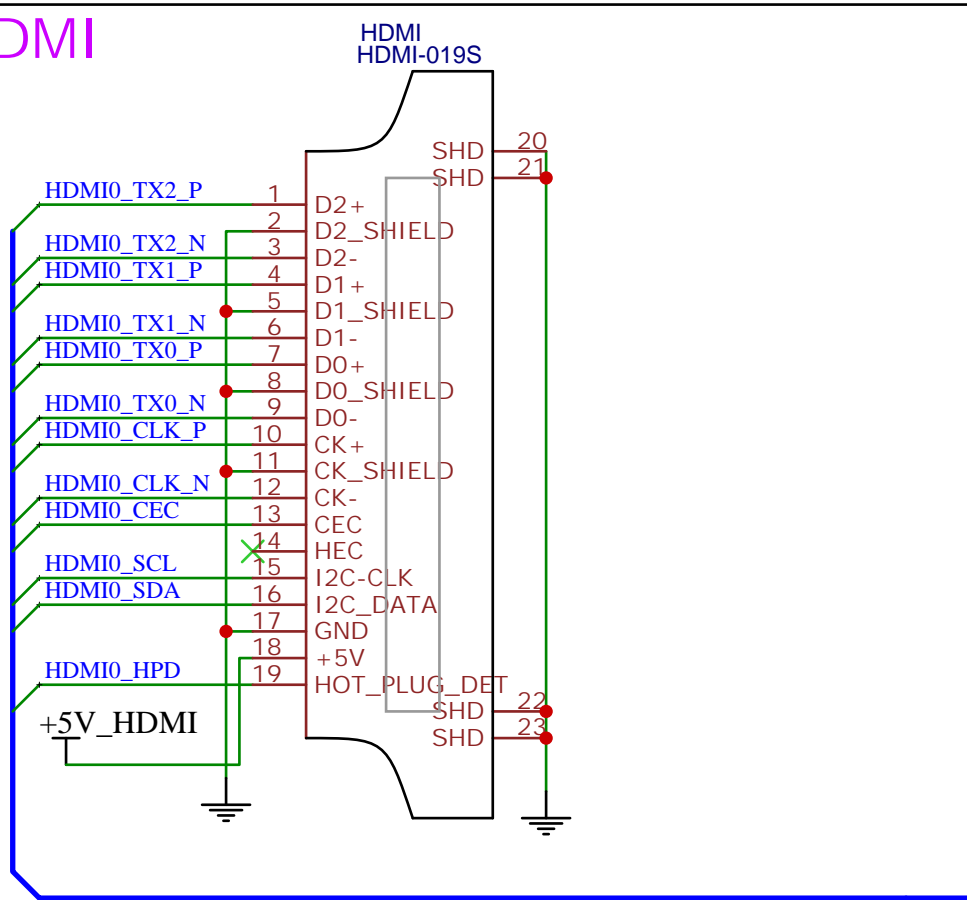 DMI
HDMI
HDMI-019S
SHD 20
SHD 21
HDMI0_TX2_P 1 D2+
2 D2_SHIELD
HDMI0_TX2_N 3 D2-
HDMI0_TX1_P 4 D1+
5 D1_SHIELD
HDMI0_TX1_N 6 D1-
HDMI0_TX0_P 7 D0+
8 D0_SHIELD
HDMI0_TX0_N 9 D0-
HDMI0_CLK_P 10 CK+
11 CK_SHIELD
HDMI0_CLK_N 12 CK-
HDMI0_CEC 13 CEC
14 HEC
HDMI0_SCL 15 I2C-CLK
HDMI0_SDA 16 I2C_DATA
17 GND
18 +5V
HDMI0_HPD 19 HOT_PLUG_DET
SHD 22
+5V_HDMI SHD 23